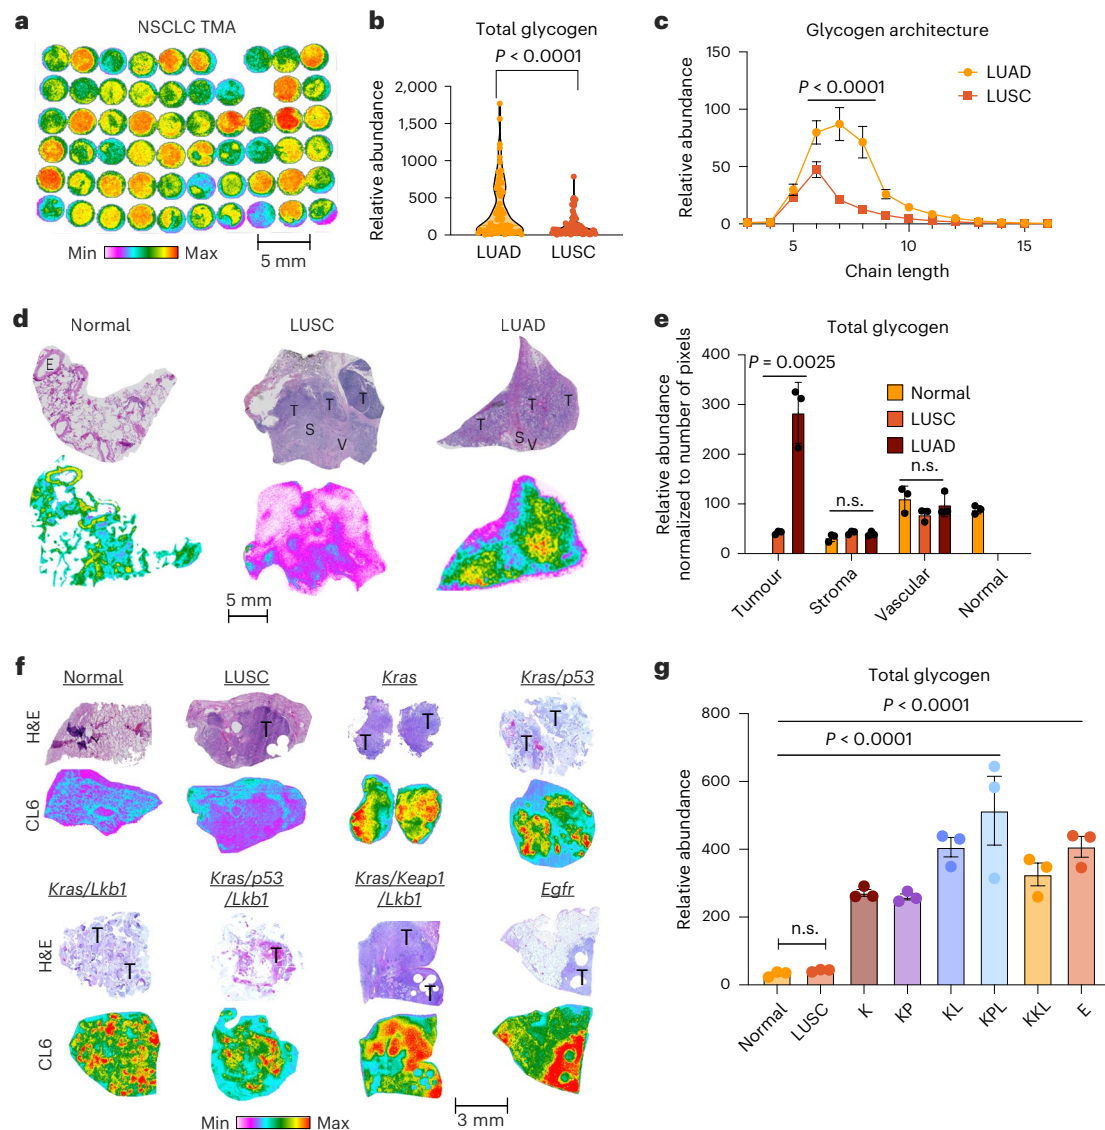 a
NSCLC TMA
Min
Max
5 mm
b
Total glycogen
P < 0.0001
Relative abundance
2,000
1,500
1,000
500
0
LUAD
LUSC
c
Glycogen architecture
LUAD
LUSC
P < 0.0001
Relative abundance
150
100
50
0
5
10
15
Chain length
d
Normal
LUSC
LUAD
E
T
T
T
S
V
T
T
T
S
V
5 mm
e
Total glycogen
Relative abundance
normalized to number of pixels
400
300
200
100
0
P = 0.0025
Normal
LUSC
LUAD
n.s.
n.s.
Tumour
Stroma
Vascular
Normal
f
Normal
LUSC
Kras
Kras/p53
H&E
T
T
T
T
T
CL6
Kras/Lkb1
Kras/p53
/Lkb1
Kras/Keap1
/Lkb1
Egfr
H&E
T
T
T
T
T
T
CL6
Min
Max
3 mm
g
Total glycogen
P < 0.0001
P < 0.0001
Relative abundance
800
600
400
200
0
n.s.
Normal
LUSC
K
KP
KL
KPL
KKL
E